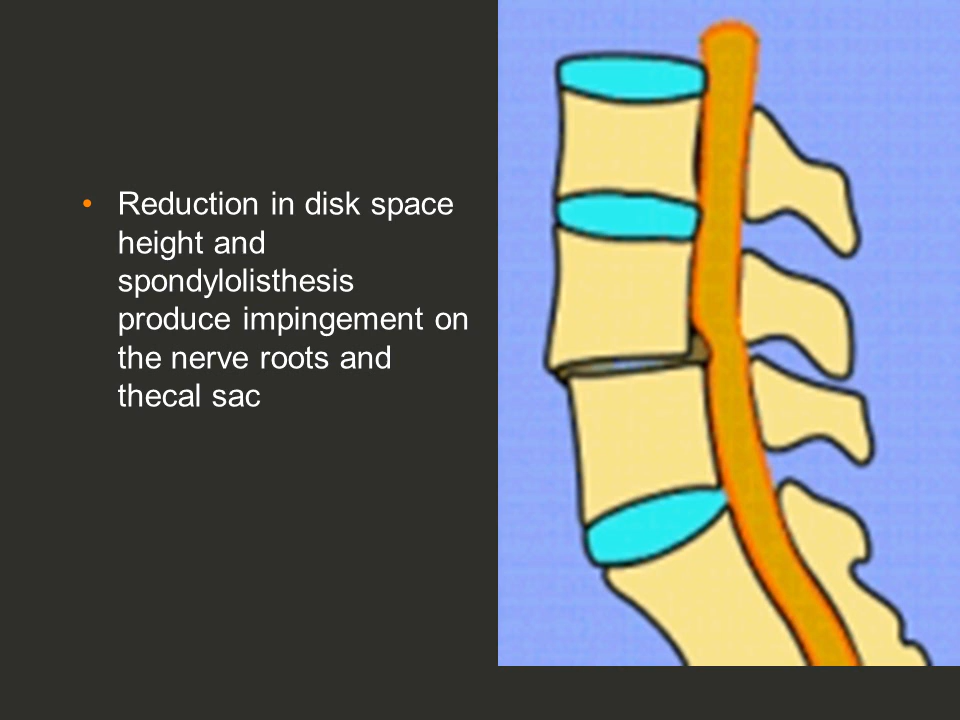 • Reduction in disk space
height and
spondylolisthesis
produce impingement on
the nerve roots and
thecal sac